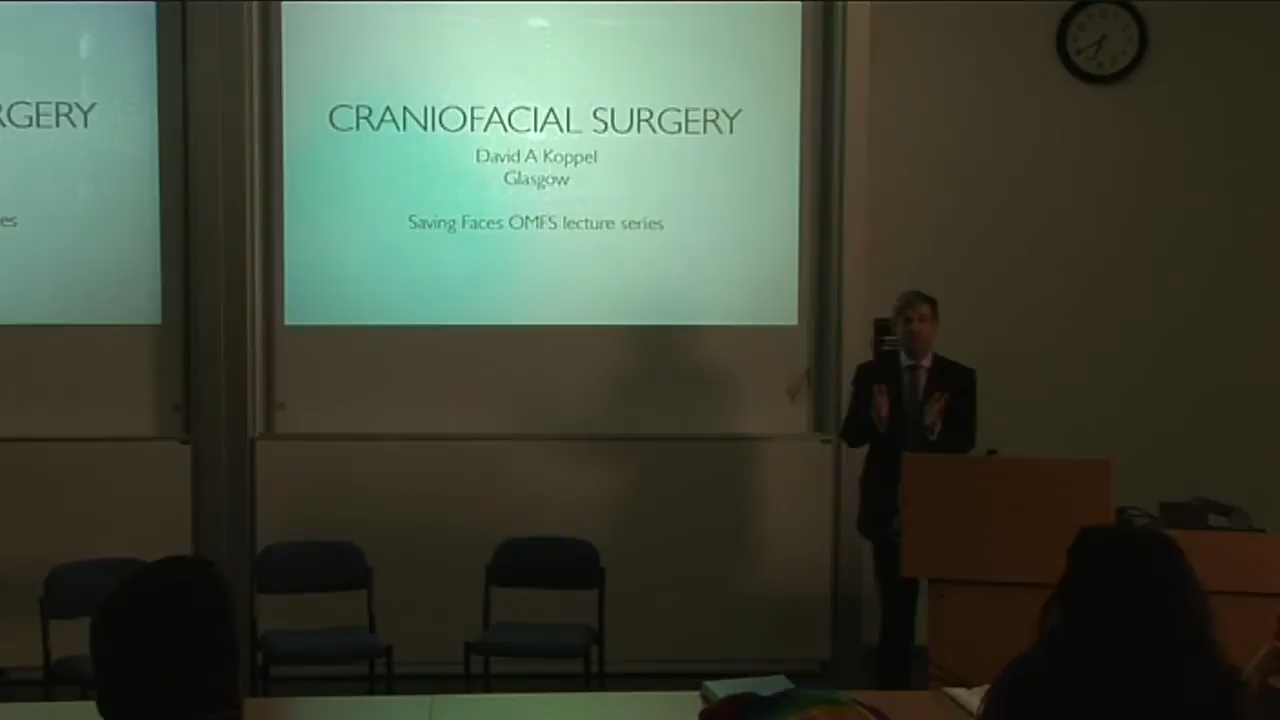 RGERY
es
CRANIOFACIAL SURGERY
David A Koppel
Glasgow
Saving Faces OMFS lecture series